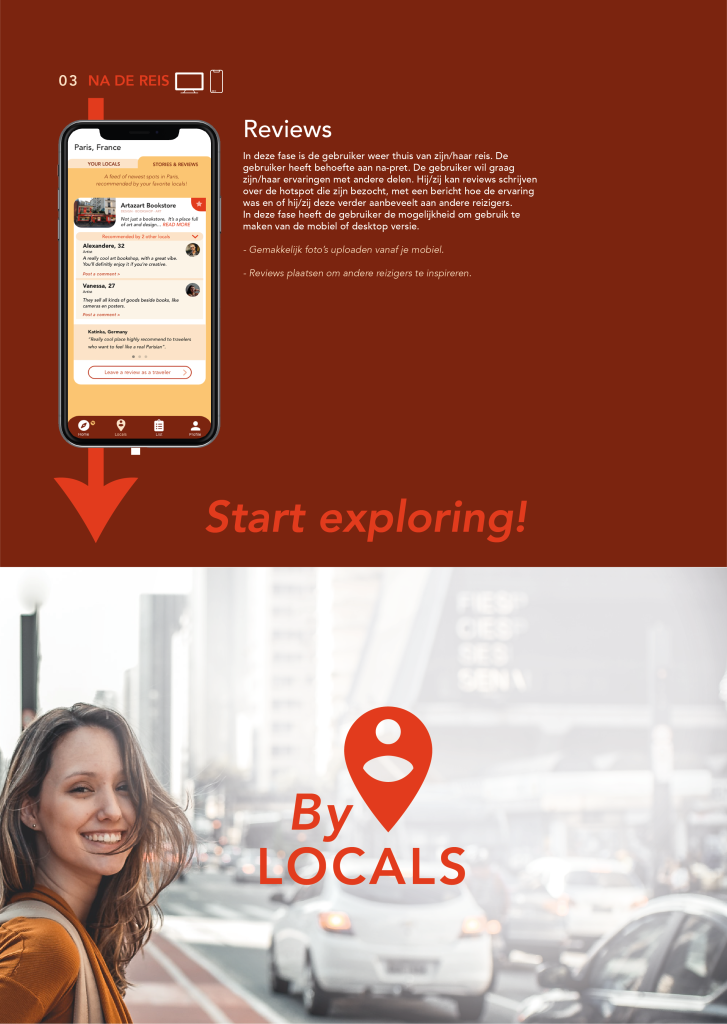 03 NA DE REIS
Paris, France
YOUR LOCALS
STORIES & REVIEWS
A feed of newest spots in Paris,
recommended by your favorite locals!
Artazart Bookstore
Not just a bookstore, It's a place full
of art and design... READ MORE
Recommended by 2 other locals
Alexandere, 32
Artist
A really cool art bookshop, with a great vibe.
You'll definitly enjoy it if you're creative.
Post a comment »
Vanessa, 27
Artist
They sell all kinds of goods beside books, like
cameras en posters.
Post a comment »
Katinka, Germany
"Really cool place highly recommend to travelers
who want to feel like a real Parisian".
Leave a review as a traveler
Home
Locals
List
Profile
Reviews
In deze fase is de gebruiker weer thuis van zijn/haar reis. De
gebruiker heeft behoefte aan na-pret. De gebruiker wil graag
zijn/haar ervaringen met andere delen. Hij/zij kan reviews schrijven
over de hotspot die zijn bezocht, met een bericht hoe de ervaring
was en of hij/zij deze verder aanbeveelt aan andere reizigers.
In deze fase heeft de gebruiker de mogelijkheid om gebruik te
maken van de mobiel of desktop versie.
- Gemakkelijk foto's uploaden vanaf je mobiel.
- Reviews plaatsen om andere reizigers te inspireren.
Start exploring!
By
LOCALS